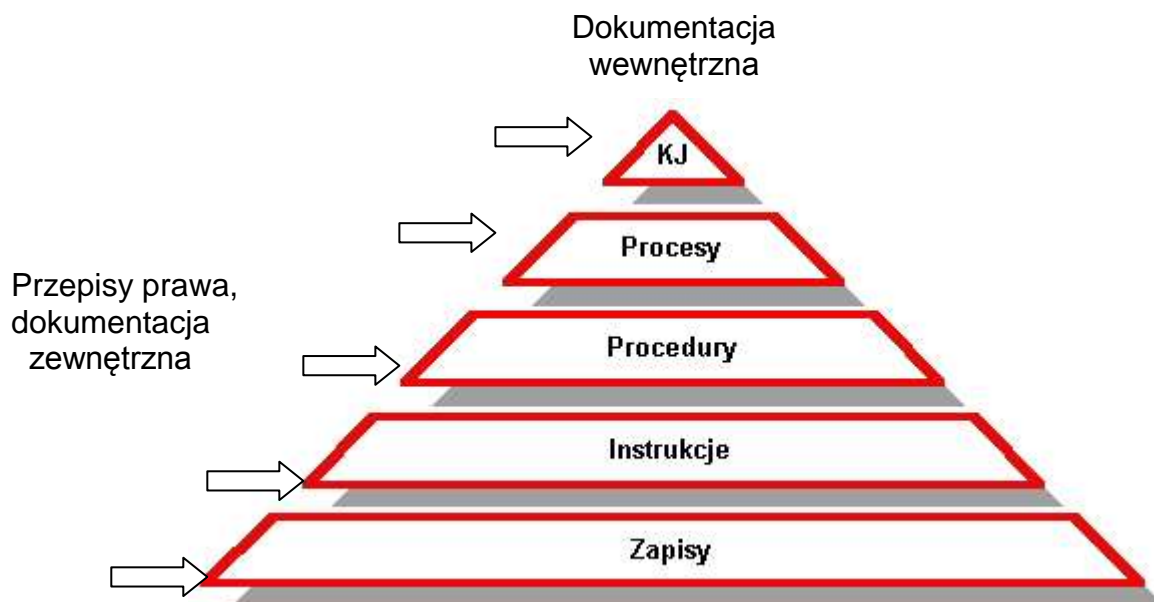 Dokumentacja
wewnętrzna
KJ
Procesy
Przepisy prawa,
dokumentacja
zewnętrzna
Procedury
Instrukcje
Zapisy